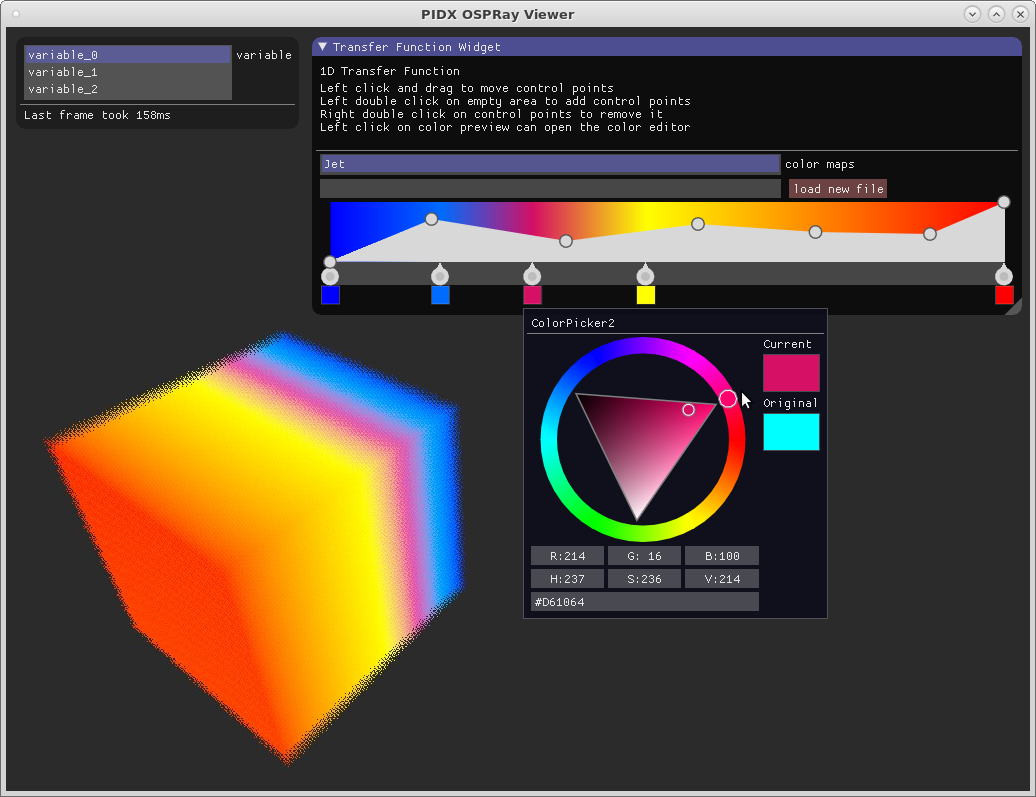 PIDX OSPRay Viewer
variable_0
variable
variable_1
variable_2
Last frame took 158ms
Transfer Function Widget
1D Transfer Function
Left click and drag to move control points
Left double click on empty area to add control points
Right double click on control points to remove it
Left click on color preview can open the color editor
Jet
color maps
load new file
ColorPicker2
Current
Original
R:214
G: 16
B:100
H:237
S:236
V:214
#D61064